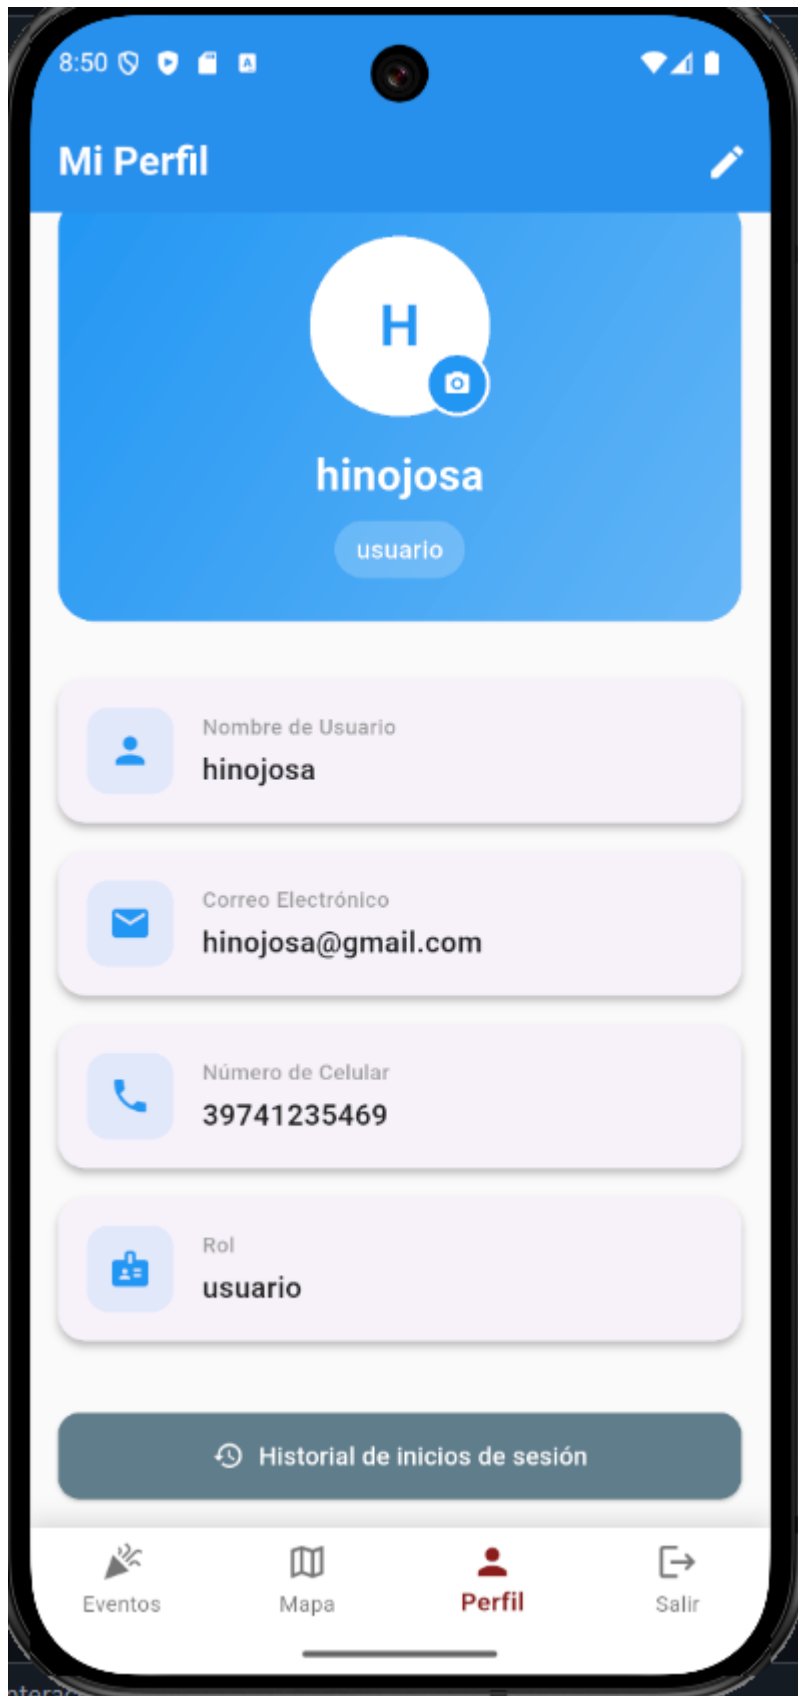 8:50
Mi Perfil
H
hinojosa
usuario
Nombre de Usuario
hinojosa
Correo Electrónico
hinojosa@gmail.com
Número de Celular
39741235469
Rol
usuario
Historial de inicios de sesión
Eventos
Mapa
Perfil
Salir